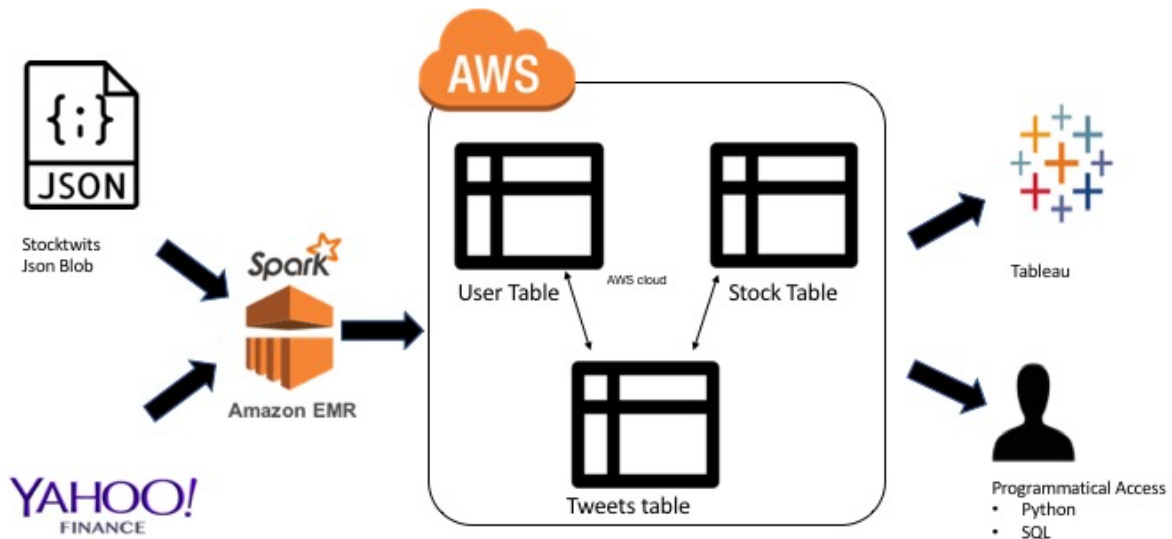 AWS
{;}
JSON
Stocktwits
Json Blob
Spark
Amazon EMR
YAHOO!
FINANCE
User Table
AWS cloud
Stock Table
Tweets table
Tableau
Programmatical Access
• Python
• SQL